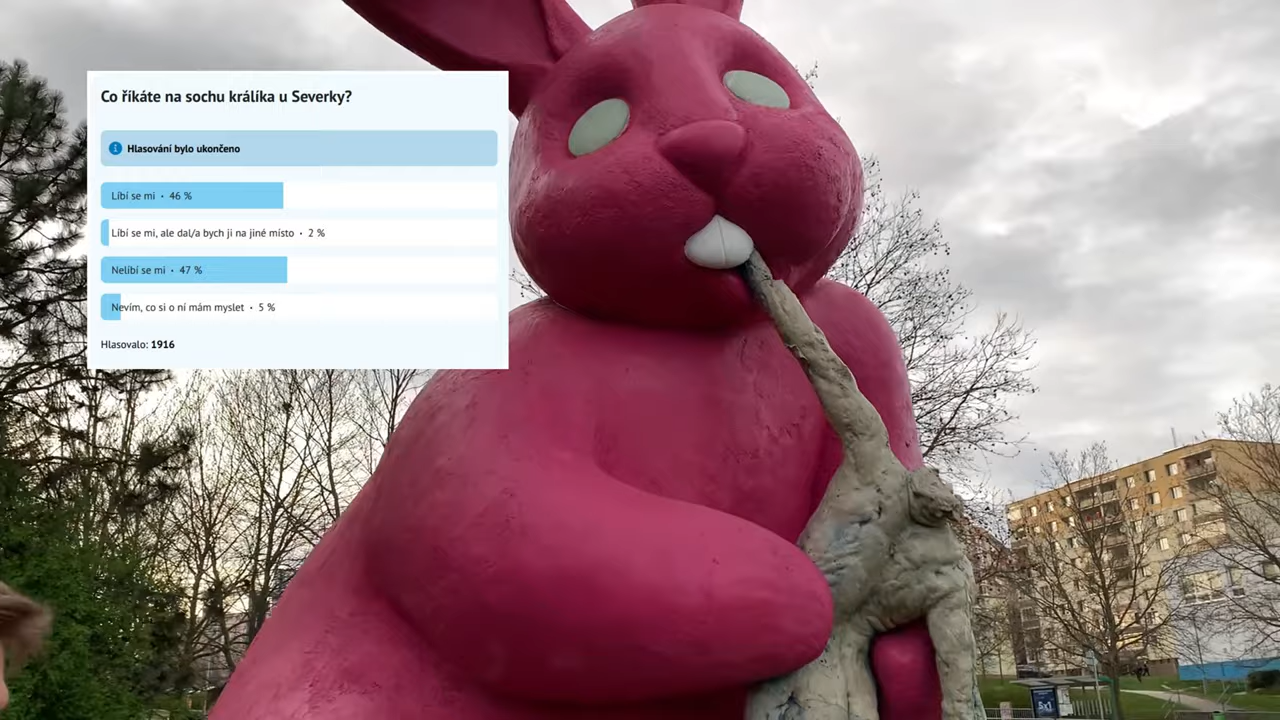 Co říkáte na sochu králíka u Severky?
Hlasování bylo ukončeno
Líbí se mi · 46 %
Líbí se mi, ale dal/a bych ji na jiné místo · 2 %
Nelíbí se mi · 47 %
Nevím, co si o ní mám myslet · 5 %
Hlasovalo: 1916
5x1